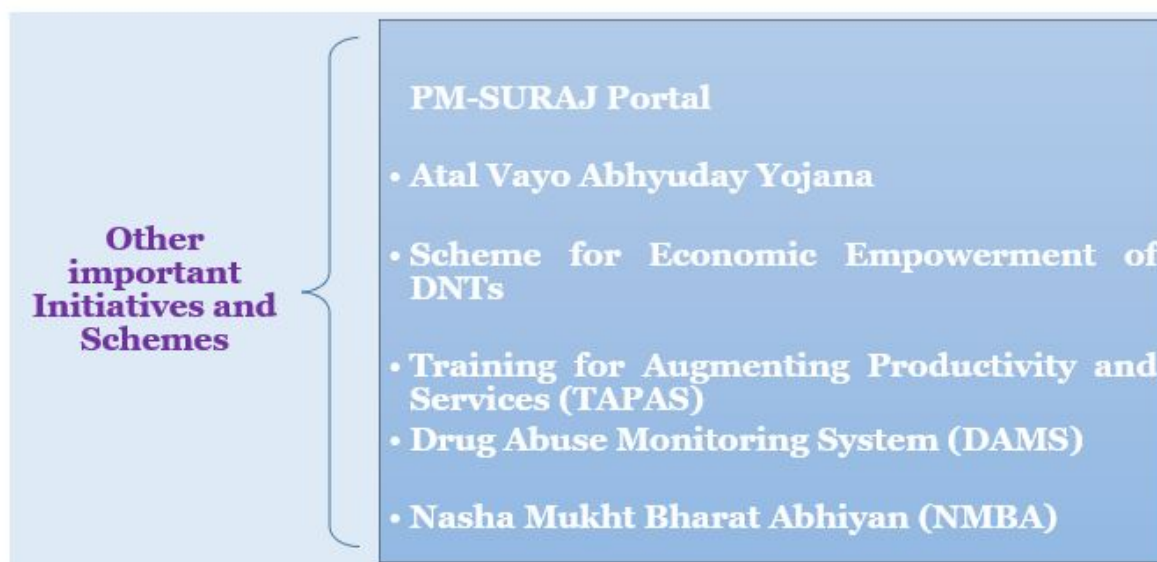 Other
important
Initiatives and
Schemes
PM-SURAJ Portal
• Atal Vayo Abhyuday Yojana
• Scheme for Economic Empowerment of
DNTs
• Training for Augmenting Productivity and
Services (TAPAS)
• Drug Abuse Monitoring System (DAMS)
• Nasha Mukht Bharat Abhiyan (NMBA)